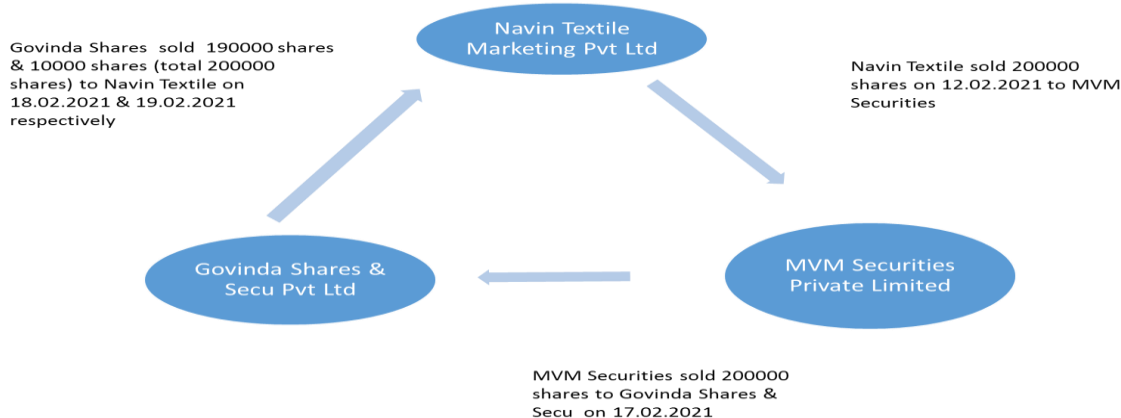 Navin Textile
Marketing Pvt Ltd
Govinda Shares sold 190000 shares
& 10000 shares (total 200000
shares) to Navin Textile on
18.02.2021 & 19.02.2021
respectively
Navin Textile sold 200000
shares on 12.02.2021 to MVM
Securities
Govinda Shares &
Secu Pvt Ltd
MVM Securities
Private Limited
MVM Securities sold 200000
shares to Govinda Shares &
Secu on 17.02.2021